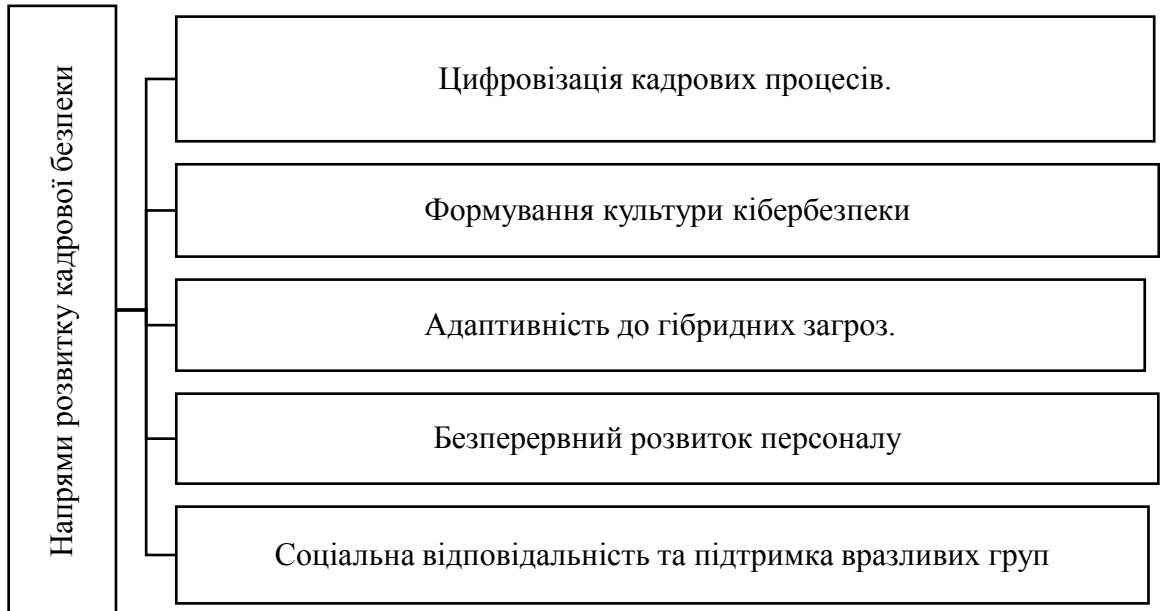 Напрями розвитку кадрової безпеки
Цифровізація кадрових процесів.
Формування культури кібербезпеки
Адаптивність до гібридних загроз.
Безперервний розвиток персоналу
Соціальна відповідальність та підтримка вразливих груп